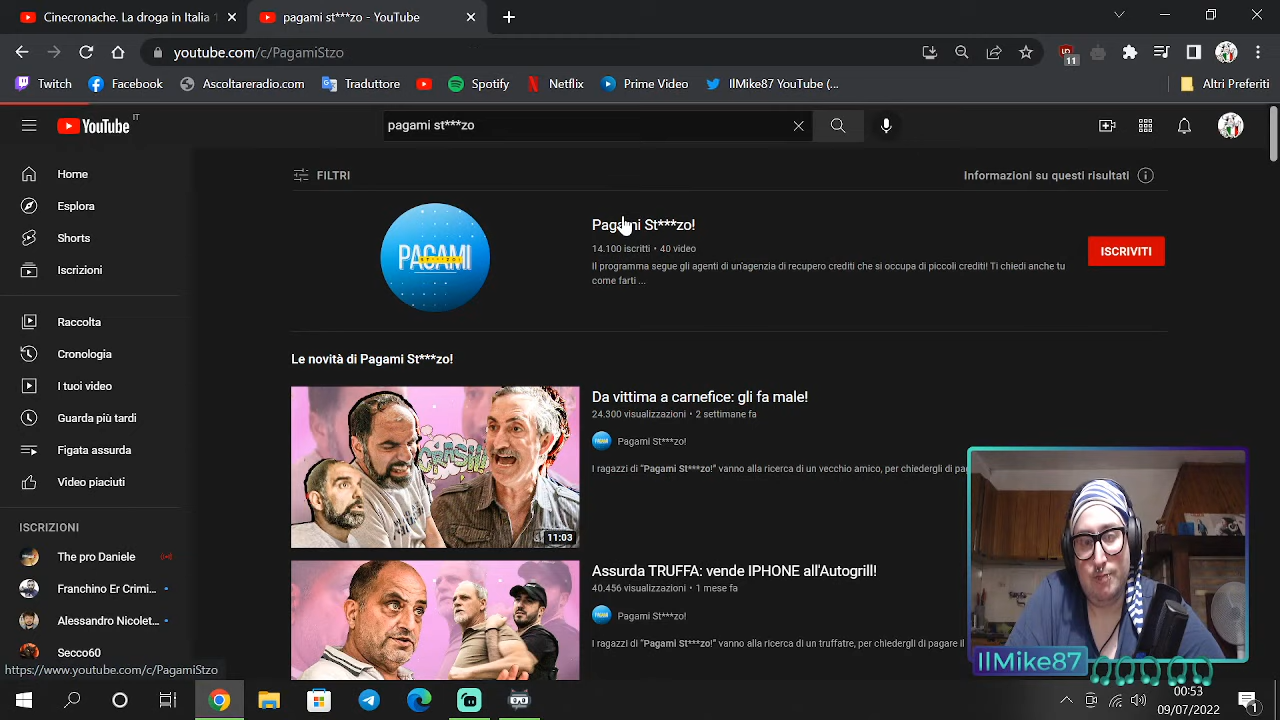 Cinecronache. La droga in Italia 1
pagami st***zo - YouTube
youtube.com/c/PagamiStzo
11
Twitch
Facebook
Ascoltareradio.com
Traduttore
Spotify
Netflix
Prime Video
IlMike87 YouTube (...
Altri Preferiti
YouTube IT
pagami st***zo
Home
Esplora
Shorts
Iscrizioni
Raccolta
Cronologia
I tuoi video
Guarda più tardi
Figata assurda
Video piaciuti
ISCRIZIONI
The pro Daniele
Franchino Er Crimi...
Alessandro Nicolet...
Secco60
FILTRI
Informazioni su questi risultati
PAGAMI
ST***ZO!
Pagami St***zo!
14.100 iscritti • 40 video
Il programma segue gli agenti di un'agenzia di recupero crediti che si occupa di piccoli crediti! Ti chiedi anche tu
come farti ...
ISCRIVITI
Le novità di Pagami St***zo!
CRASH
11:03
Da vittima a carnefice: gli fa male!
24.300 visualizzazioni • 2 settimane fa
PAGAMI
Pagami St***zo!
I ragazzi di "Pagami St***zo!" vanno alla ricerca di un vecchio amico, per chiedergli di pa
Assurda TRUFFA: vende IPHONE all'Autogrill!
40.456 visualizzazioni • 1 mese fa
PAGAMI
Pagami St***zo!
I ragazzi di "Pagami St***zo!" vanno alla ricerca di un truffatre, per chiedergli di pagare il
IlMike87
https://www.youtube.com/c/PagamiStzo
00:53
09/07/2022
1